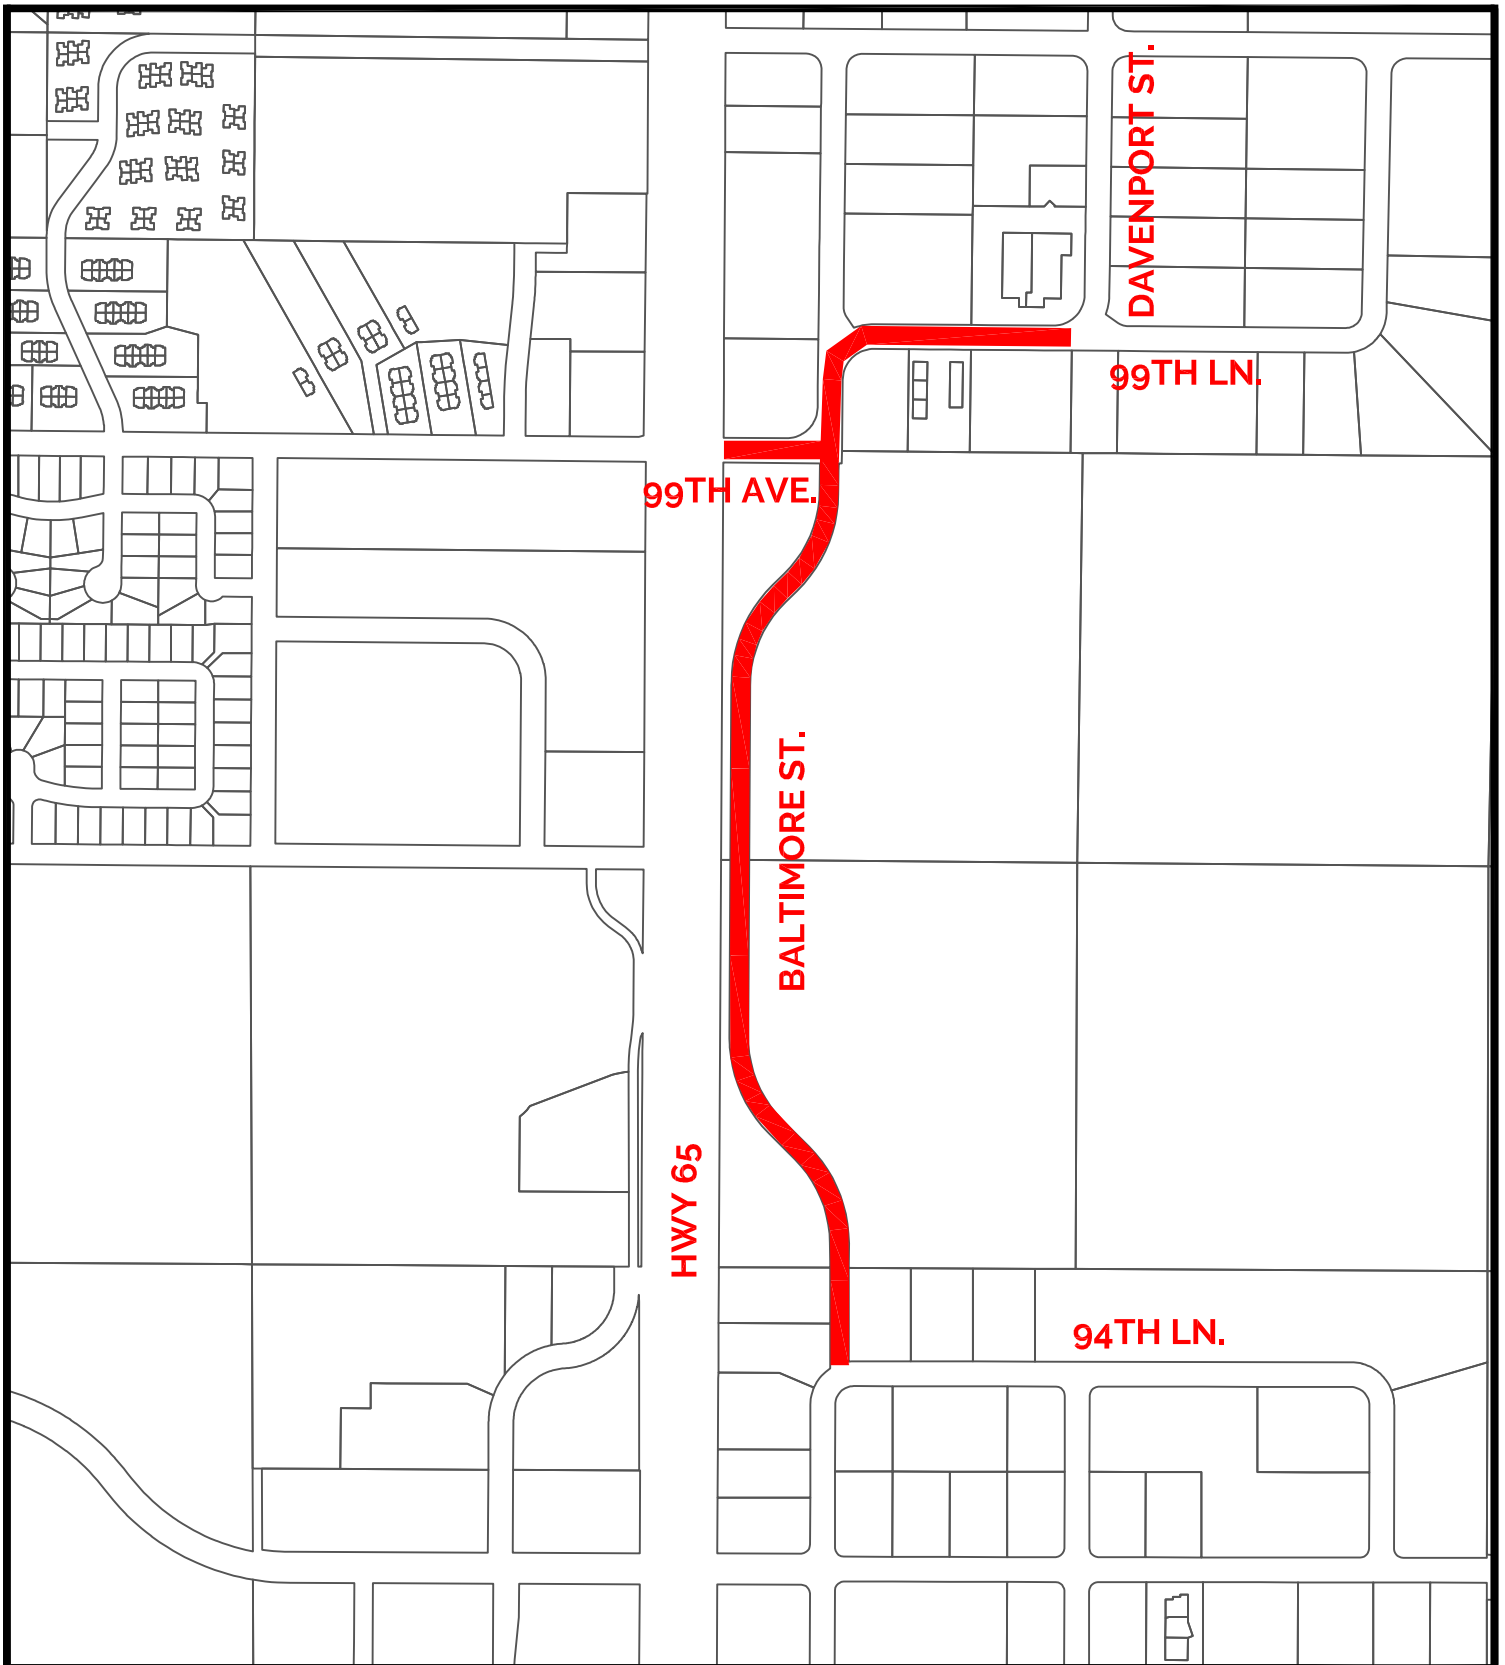 DAVENPORT ST.
99TH LN.
99TH AVE.
BALTIMORE ST.
HWY 65
94TH LN.